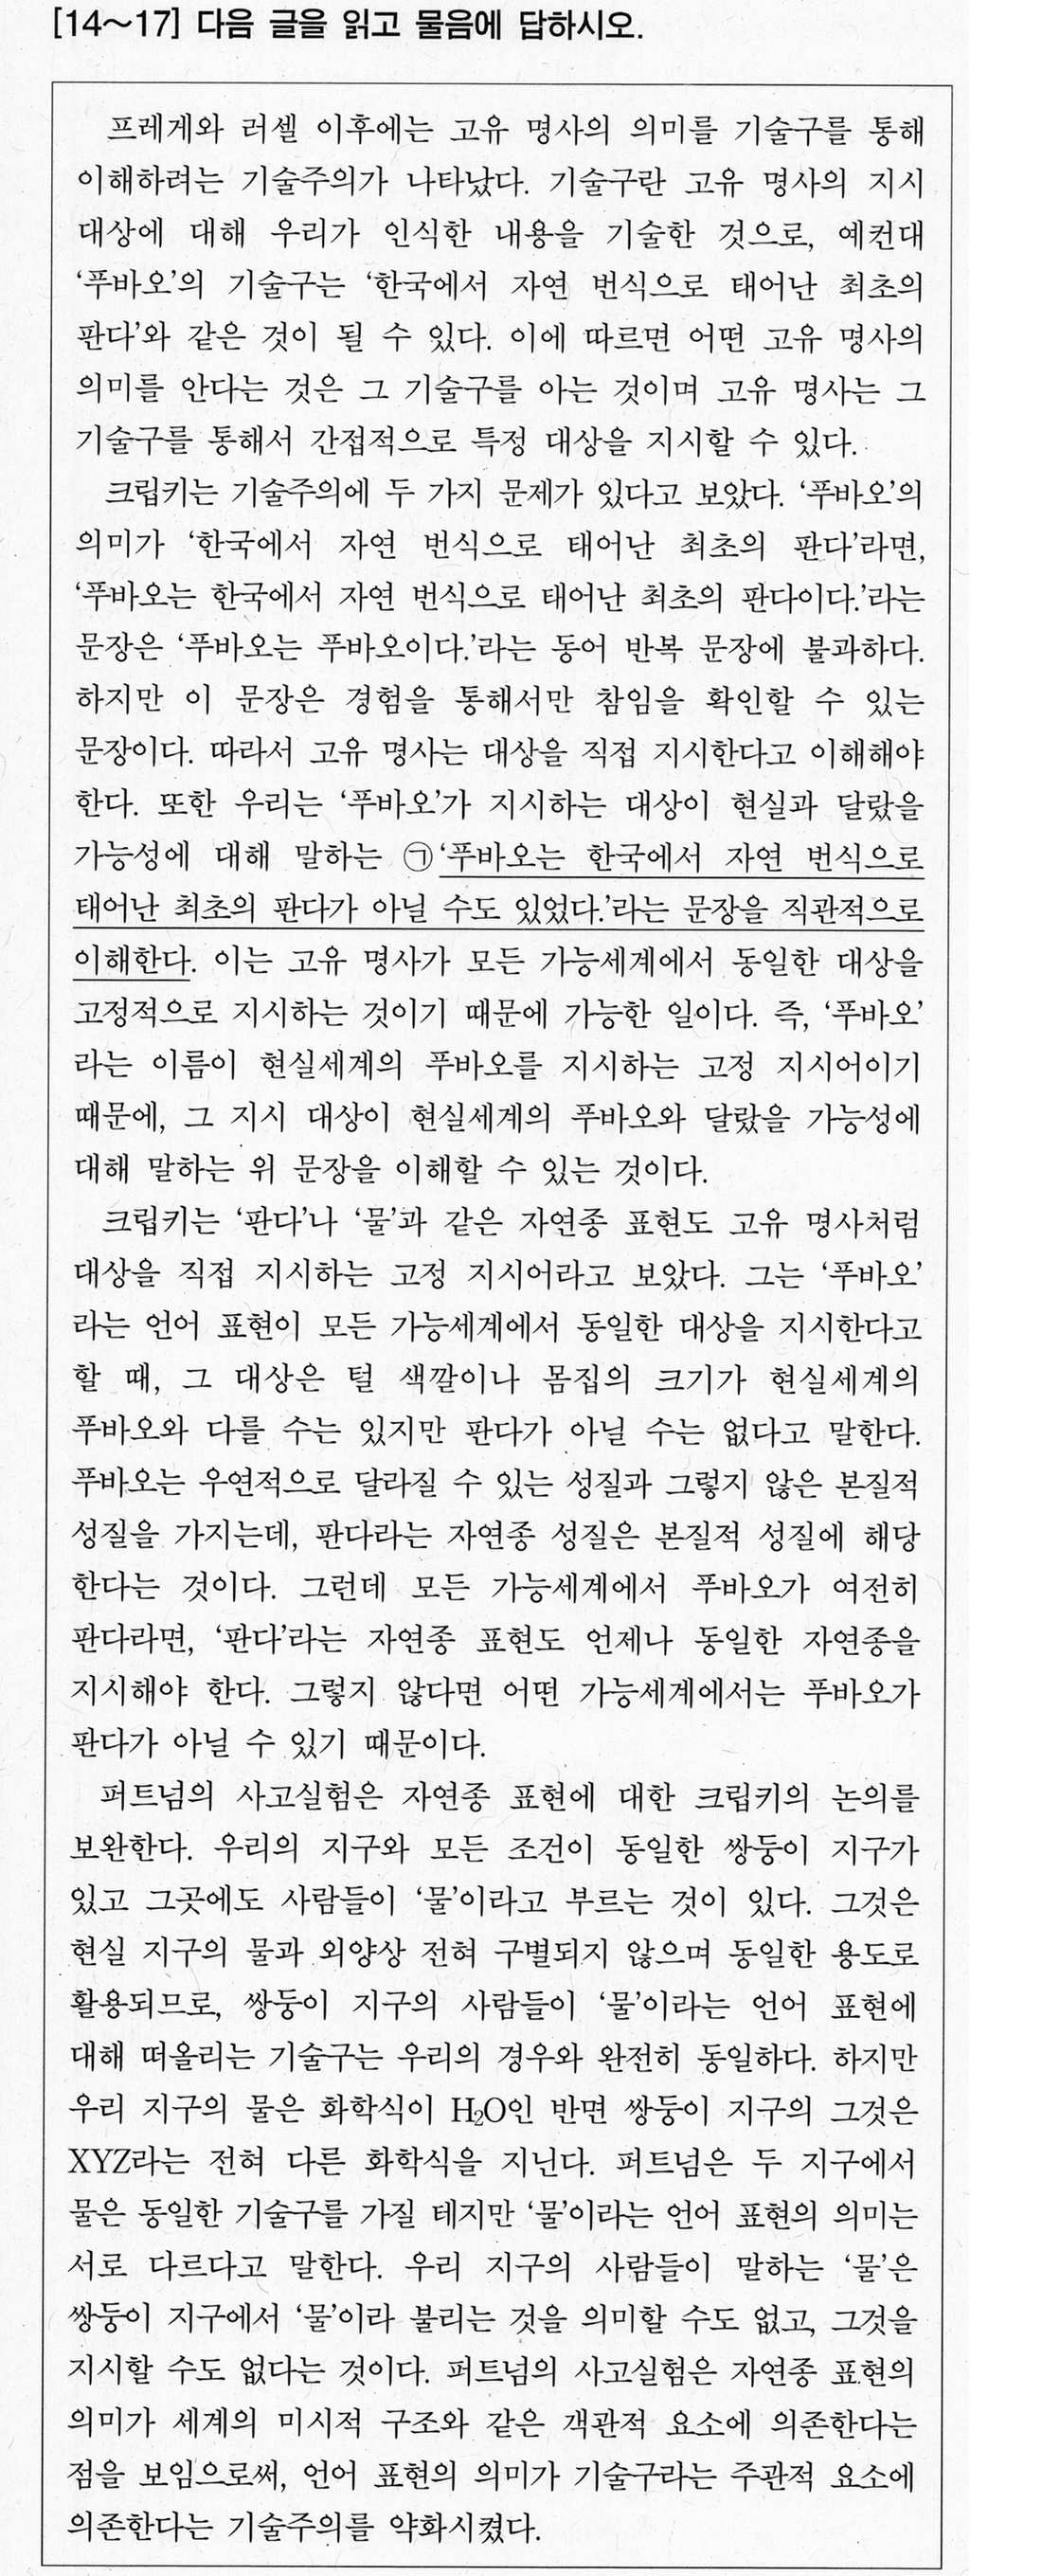 [14~17] 다음 글을 읽고 물음에 답하시오.
프레게와 러셀 이후에는 고유 명사의 의미를 기술구를 통해
이해하려는 기술주의가 나타났다. 기술구란 고유 명사의 지시
대상에 대해 우리가 인식한 내용을 기술한 것으로, 예컨대
‘푸바오’의 기술구는 ‘한국에서 자연 번식으로 태어난 최초의
판다’와 같은 것이 될 수 있다. 이에 따르면 어떤 고유 명사의
의미를 안다는 것은 그 기술구를 아는 것이며 고유 명사는 그
기술구를 통해서 간접적으로 특정 대상을 지시할 수 있다.
크립키는 기술주의에 두 가지 문제가 있다고 보았다. ‘푸바오’의
의미가 ‘한국에서 자연 번식으로 태어난 최초의 판다’라면,
‘푸바오는 한국에서 자연 번식으로 태어난 최초의 판다이다.’라는
문장은 ‘푸바오는 푸바오이다.’라는 동어 반복 문장에 불과하다.
하지만 이 문장은 경험을 통해서만 참임을 확인할 수 있는
문장이다. 따라서 고유 명사는 대상을 직접 지시한다고 이해해야
한다. 또한 우리는 ‘푸바오’가 지시하는 대상이 현실과 달랐을
가능성에 대해 말하는 ㉠‘푸바오는 한국에서 자연 번식으로
태어난 최초의 판다가 아닐 수도 있었다.’라는 문장을 직관적으로
이해한다. 이는 고유 명사가 모든 가능세계에서 동일한 대상을
고정적으로 지시하는 것이기 때문에 가능한 일이다. 즉, ‘푸바오’
라는 이름이 현실세계의 푸바오를 지시하는 고정 지시어이기
때문에, 그 지시 대상이 현실세계의 푸바오와 달랐을 가능성에
대해 말하는 위 문장을 이해할 수 있는 것이다.
크립키는 ‘판다’나 ‘물’과 같은 자연종 표현도 고유 명사처럼
대상을 직접 지시하는 고정 지시어라고 보았다. 그는 ‘푸바오’
라는 언어 표현이 모든 가능세계에서 동일한 대상을 지시한다고
할 때, 그 대상은 털 색깔이나 몸집의 크기가 현실세계의
푸바오와 다를 수는 있지만 판다가 아닐 수는 없다고 말한다.
푸바오는 우연적으로 달라질 수 있는 성질과 그렇지 않은 본질적
성질을 가지는데, 판다라는 자연종 성질은 본질적 성질에 해당
한다는 것이다. 그런데 모든 가능세계에서 푸바오가 여전히
판다라면, ‘판다’라는 자연종 표현도 언제나 동일한 자연종을
지시해야 한다. 그렇지 않다면 어떤 가능세계에서는 푸바오가
판다가 아닐 수 있기 때문이다.
퍼트넘의 사고실험은 자연종 표현에 대한 크립키의 논의를
보완한다. 우리의 지구와 모든 조건이 동일한 쌍둥이 지구가
있고 그곳에도 사람들이 ‘물’이라고 부르는 것이 있다. 그것은
현실 지구의 물과 외양상 전혀 구별되지 않으며 동일한 용도로
활용되므로, 쌍둥이 지구의 사람들이 ‘물’이라는 언어 표현에
대해 떠올리는 기술구는 우리의 경우와 완전히 동일하다. 하지만
우리 지구의 물은 화학식이 H₂O인 반면 쌍둥이 지구의 그것은
XYZ라는 전혀 다른 화학식을 지닌다. 퍼트넘은 두 지구에서
물은 동일한 기술구를 가질 테지만 ‘물’이라는 언어 표현의 의미는
서로 다르다고 말한다. 우리 지구의 사람들이 말하는 ‘물’은
쌍둥이 지구에서 ‘물’이라 불리는 것을 의미할 수도 없고, 그것을
지시할 수도 없다는 것이다. 퍼트넘의 사고실험은 자연종 표현의
의미가 세계의 미시적 구조와 같은 객관적 요소에 의존한다는
점을 보임으로써, 언어 표현의 의미가 기술구라는 주관적 요소에
의존한다는 기술주의를 약화시켰다.